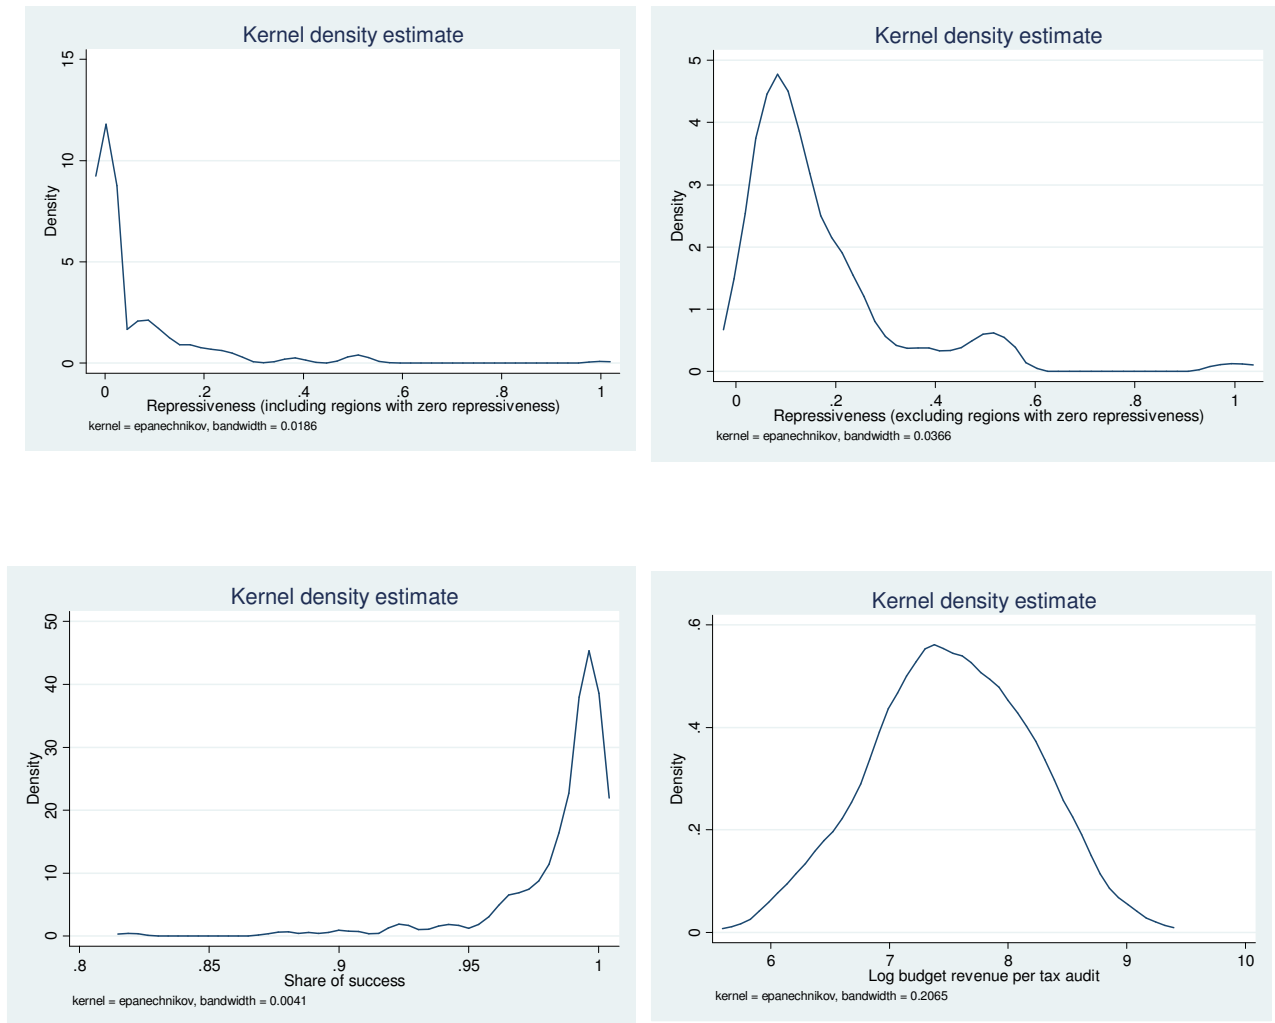 Kernel density estimate
15
10
5
0
Density
0 .2 .4 .6 .8 1
Repressiveness (including regions with zero repressiveness)
kernel = epanechnikov, bandwidth = 0.0186
Kernel density estimate
5
4
3
2
1
0
Density
0 .2 .4 .6 .8 1
Repressiveness (excluding regions with zero repressiveness)
kernel = epanechnikov, bandwidth = 0.0366
Kernel density estimate
50
40
30
20
10
0
Density
.8 .85 .9 .95 1
Share of success
kernel = epanechnikov, bandwidth = 0.0041
Kernel density estimate
.6
.4
.2
0
Density
6 7 8 9 10
Log budget revenue per tax audit
kernel = epanechnikov, bandwidth = 0.2065